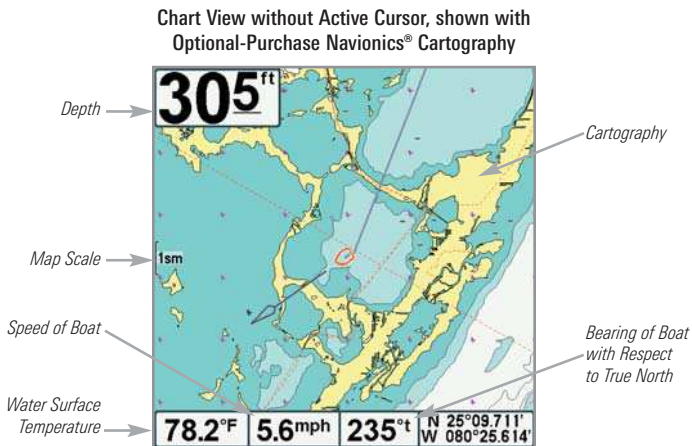 Chart View without Active Cursor, shown with
Optional-Purchase Navionics® Cartography
305 ft
Depth
Cartography
Map Scale
1sm
Speed of Boat
Bearing of Boat
with Respect
to True North
Water Surface
Temperature
78.2°F 5.6mph 235°t N 25°09.711'
W 080°25.614'